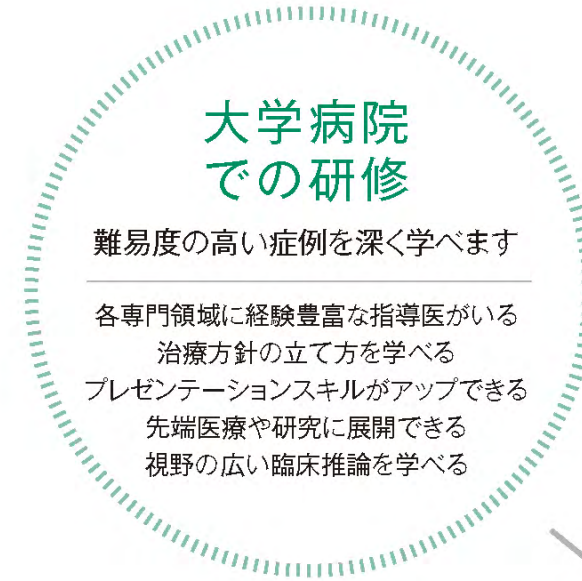 大学病院
での研修
難易度の高い症例を深く学べます
各専門領域に経験豊富な指導医がいる
治療方針の立て方を学べる
プレゼンテーションスキルがアップできる
先端医療や研究に展開できる
視野の広い臨床推論を学べる